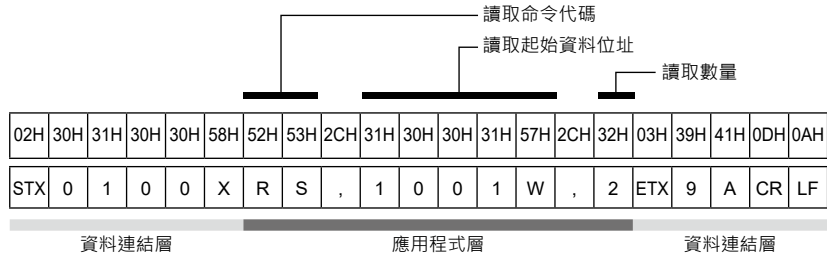 讀取命令代碼
讀取起始資料位址
讀取數量
02H 30H 31H 30H 30H 58H 52H 53H 2CH 31H 30H 30H 31H 57H 2CH 32H 03H 39H 41H 0DH 0AH
STX 0 1 0 0 X R S , 1 0 0 1 W , 2 ETX 9 A CR LF
資料連結層 應用程式層 資料連結層